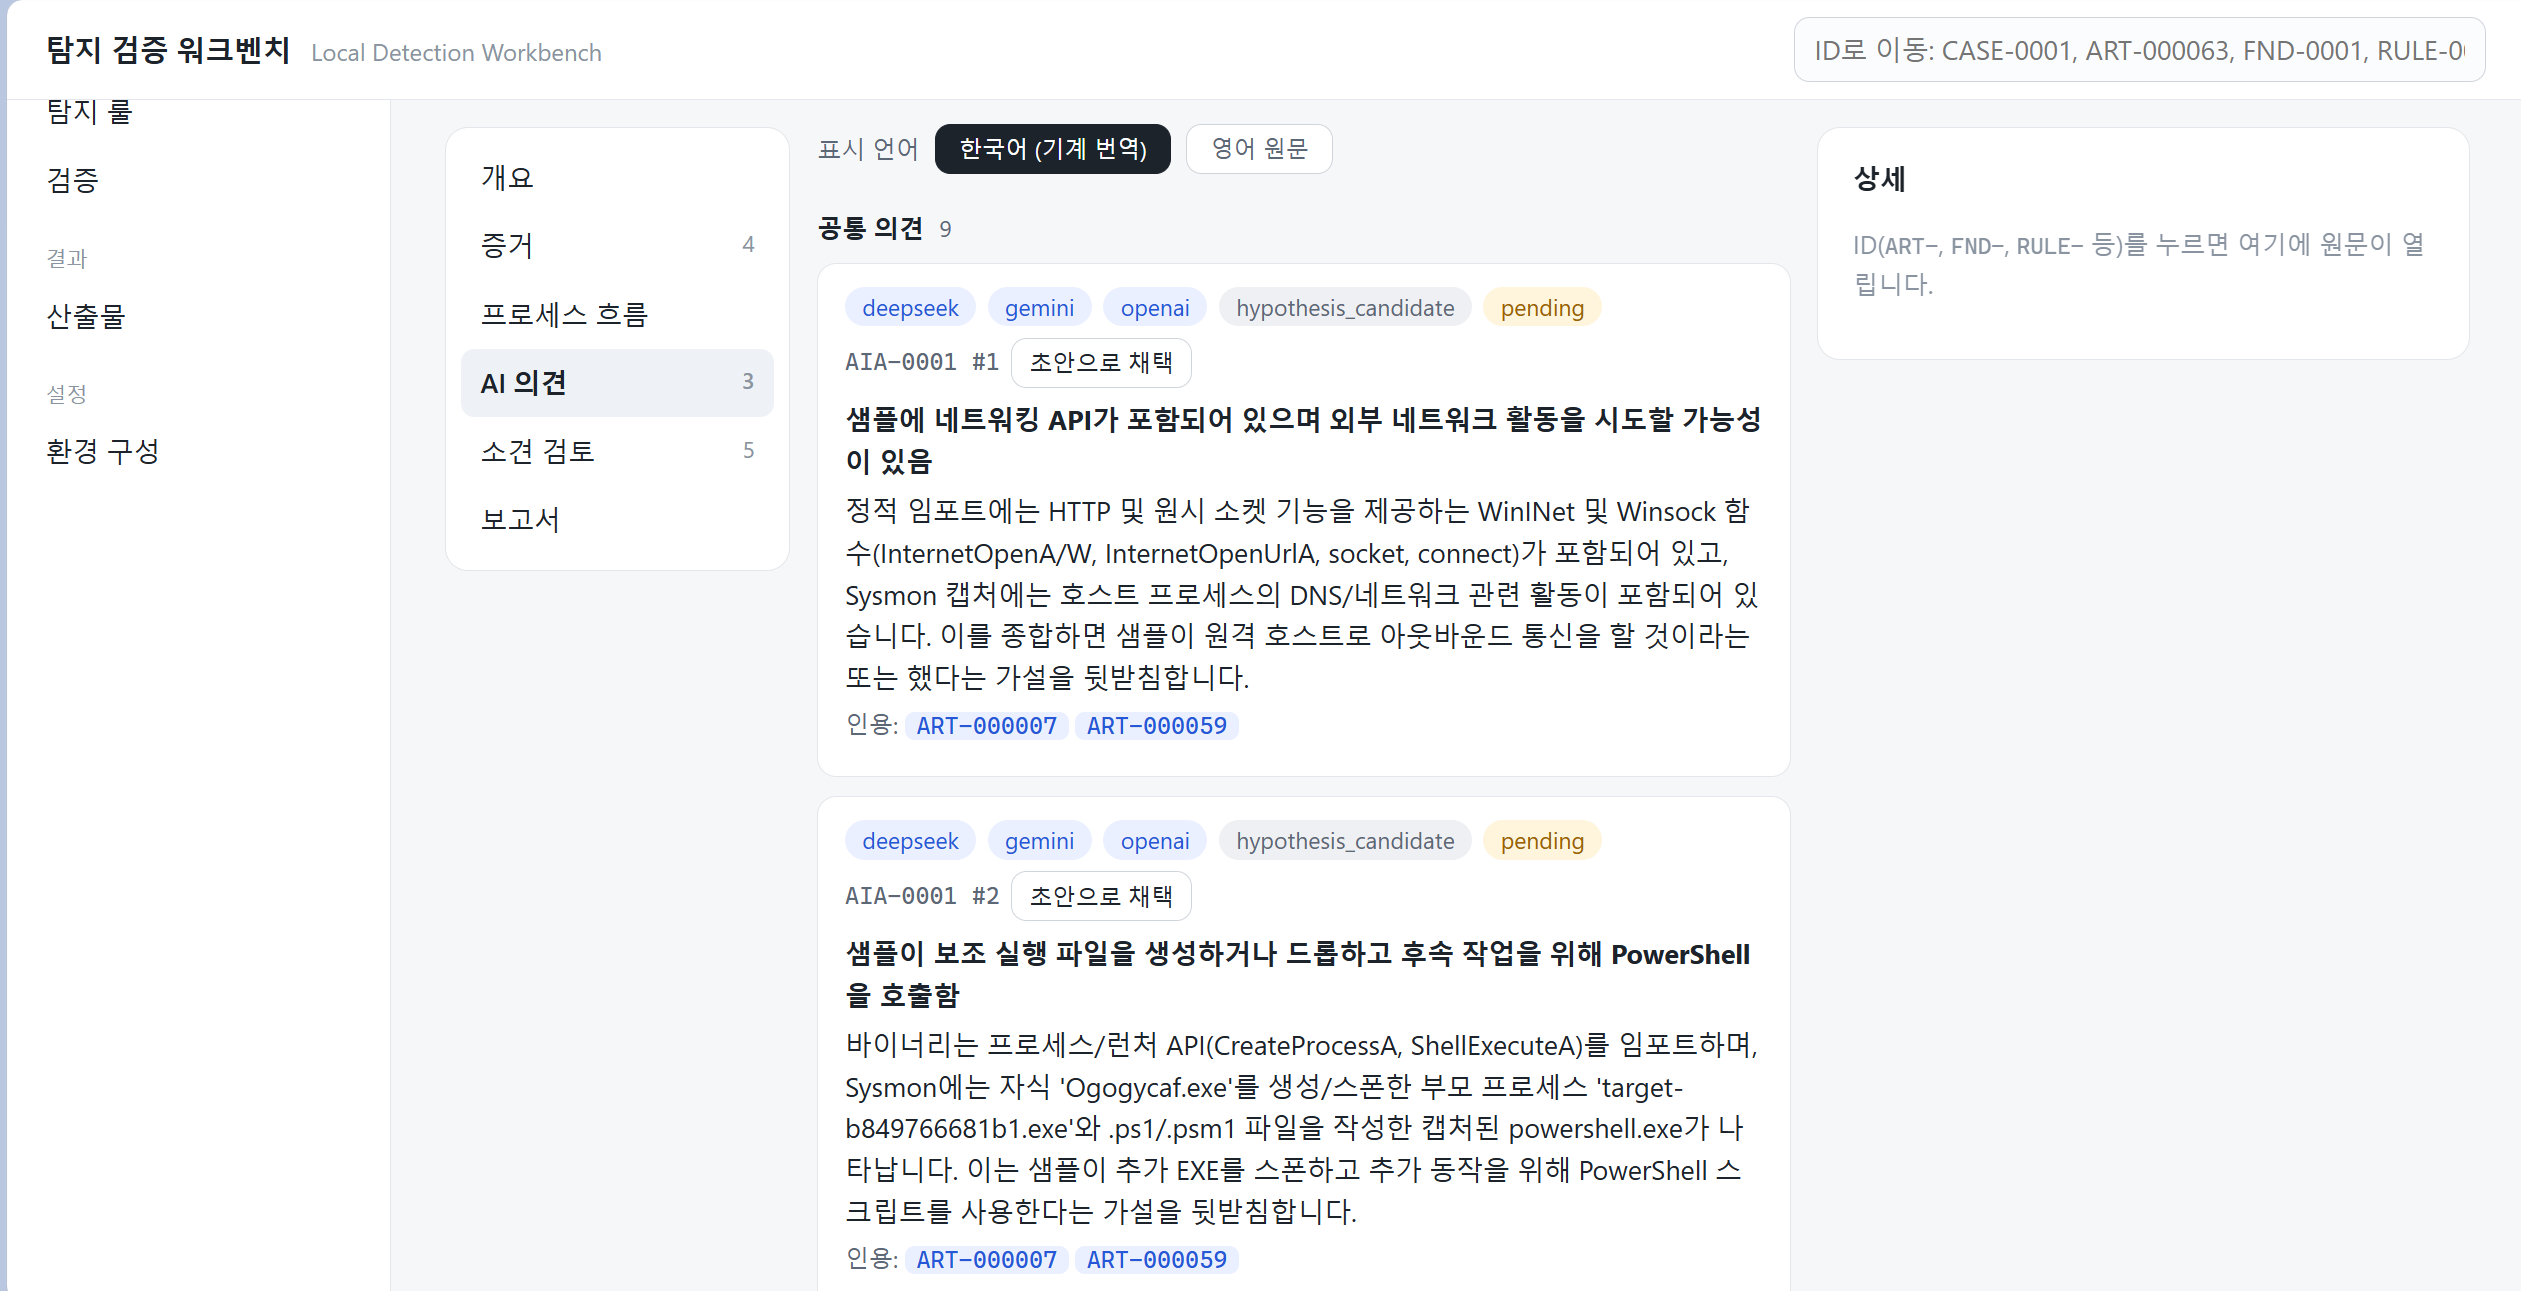 탐지 검증 워크벤치 Local Detection Workbench
ID로 이동: CASE-0001, ART-000063, FND-0001, RULE-00
탐지 룰
검증
결과
산출물
설정
환경 구성
개요
증거 4
프로세스 흐름
AI 의견 3
소견 검토 5
보고서
표시 언어 한국어 (기계 번역) 영어 원문
공통 의견 9
deepseek gemini openai hypothesis_candidate pending
AIA-0001 #1 초안으로 채택
샘플에 네트워킹 API가 포함되어 있으며 외부 네트워크 활동을 시도할 가능성
이 있음
정적 임포트에는 HTTP 및 원시 소켓 기능을 제공하는 WinINet 및 Winsock 함
수(InternetOpenA/W, InternetOpenUrlA, socket, connect)가 포함되어 있고,
Sysmon 캡처에는 호스트 프로세스의 DNS/네트워크 관련 활동이 포함되어 있
습니다. 이를 종합하면 샘플이 원격 호스트로 아웃바운드 통신을 할 것이라는
또는 했다는 가설을 뒷받침합니다.
인용: ART-000007 ART-000059
deepseek gemini openai hypothesis_candidate pending
AIA-0001 #2 초안으로 채택
샘플이 보조 실행 파일을 생성하거나 드롭하고 후속 작업을 위해 PowerShell
을 호출함
바이너리는 프로세스/런처 API(CreateProcessA, ShellExecuteA)를 임포트하며,
Sysmon에는 자식 'Ogogycaf.exe'를 생성/스폰한 부모 프로세스 'target-
b849766681b1.exe'와 .ps1/.psm1 파일을 작성한 캡처된 powershell.exe가 나
타납니다. 이는 샘플이 추가 EXE를 스폰하고 추가 동작을 위해 PowerShell 스
크립트를 사용한다는 가설을 뒷받침합니다.
인용: ART-000007 ART-000059
상세
ID(ART-, FND-, RULE- 등)를 누르면 여기에 원문이 열
립니다.